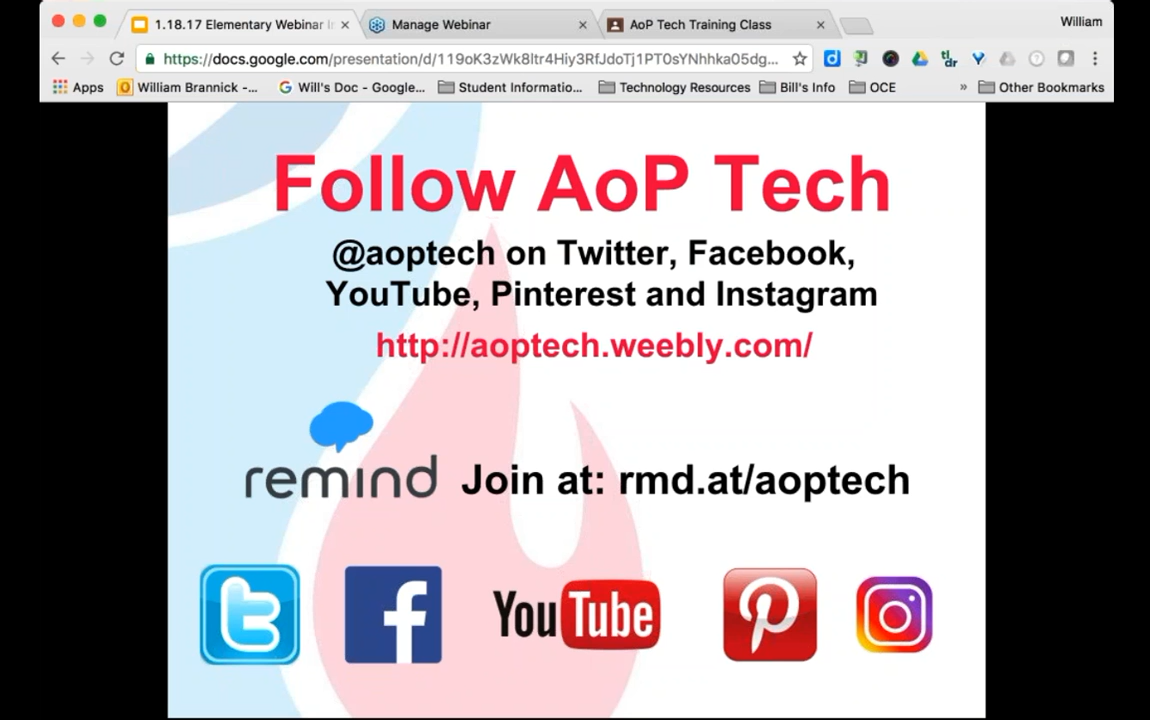 1.18.17 Elementary Webinar
Manage Webinar
AoP Tech Training Class
William
https://docs.google.com/presentation/d/119oK3zWk8ltr4Hiy3RfJdoTj1PT0sYNhhka05dg...
Apps
William Brannick -...
Will's Doc - Google...
Student Informatio...
Technology Resources
Bill's Info
OCE
»
Other Bookmarks
Follow AoP Tech
@aoptech on Twitter, Facebook,
YouTube, Pinterest and Instagram
http://aoptech.weebly.com/
remind Join at: rmd.at/aoptech
YouTube